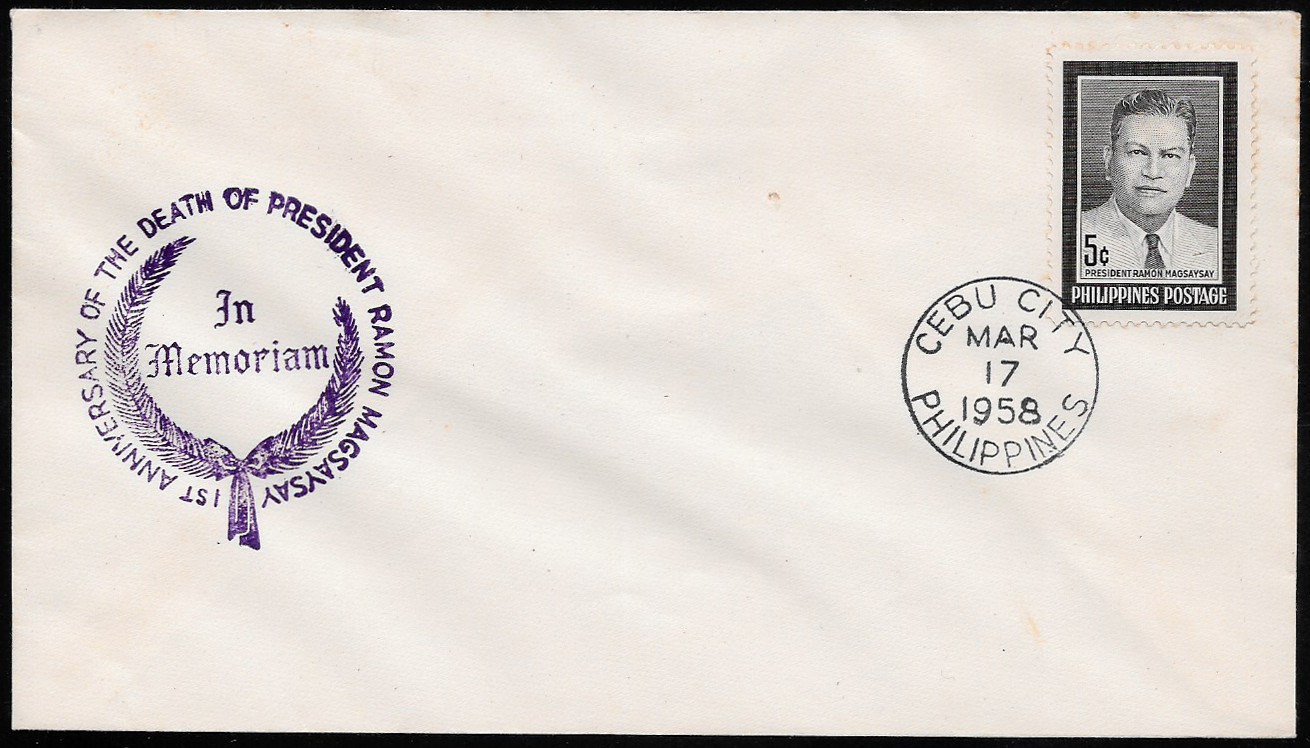 1ST ANNIVERSARY OF THE DEATH OF PRESIDENT RAMON MAGSAYSAY
In
Memoriam
5¢
PRESIDENT RAMON MAGSAYSAY
PHILIPPINES POSTAGE
CEBU CITY
MAR
17
1958
PHILIPPINES